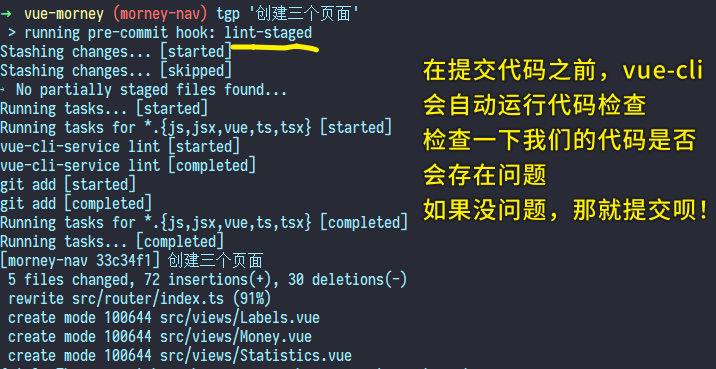 → vue-morney (morney-nav) tgp '创建三个页面'
> running pre-commit hook: lint-staged
Stashing changes... [started]
Stashing changes... [skipped]
→ No partially staged files found...
Running tasks... [started]
Running tasks for *.{js,jsx,vue,ts,tsx} [started]
vue-cli-service lint [started]
vue-cli-service lint [completed]
git add [started]
git add [completed]
Running tasks for *.{js,jsx,vue,ts,tsx} [completed]
Running tasks... [completed]
[morney-nav 33c34f1] 创建三个页面
5 files changed, 72 insertions(+), 30 deletions(-)
rewrite src/router/index.ts (91%)
create mode 100644 src/views/Labels.vue
create mode 100644 src/views/Money.vue
create mode 100644 src/views/Statistics.vue
在提交代码之前，vue-cli
会自动运行代码检查
检查一下我们的代码是否
会存在问题
如果没问题，那就提交呗！